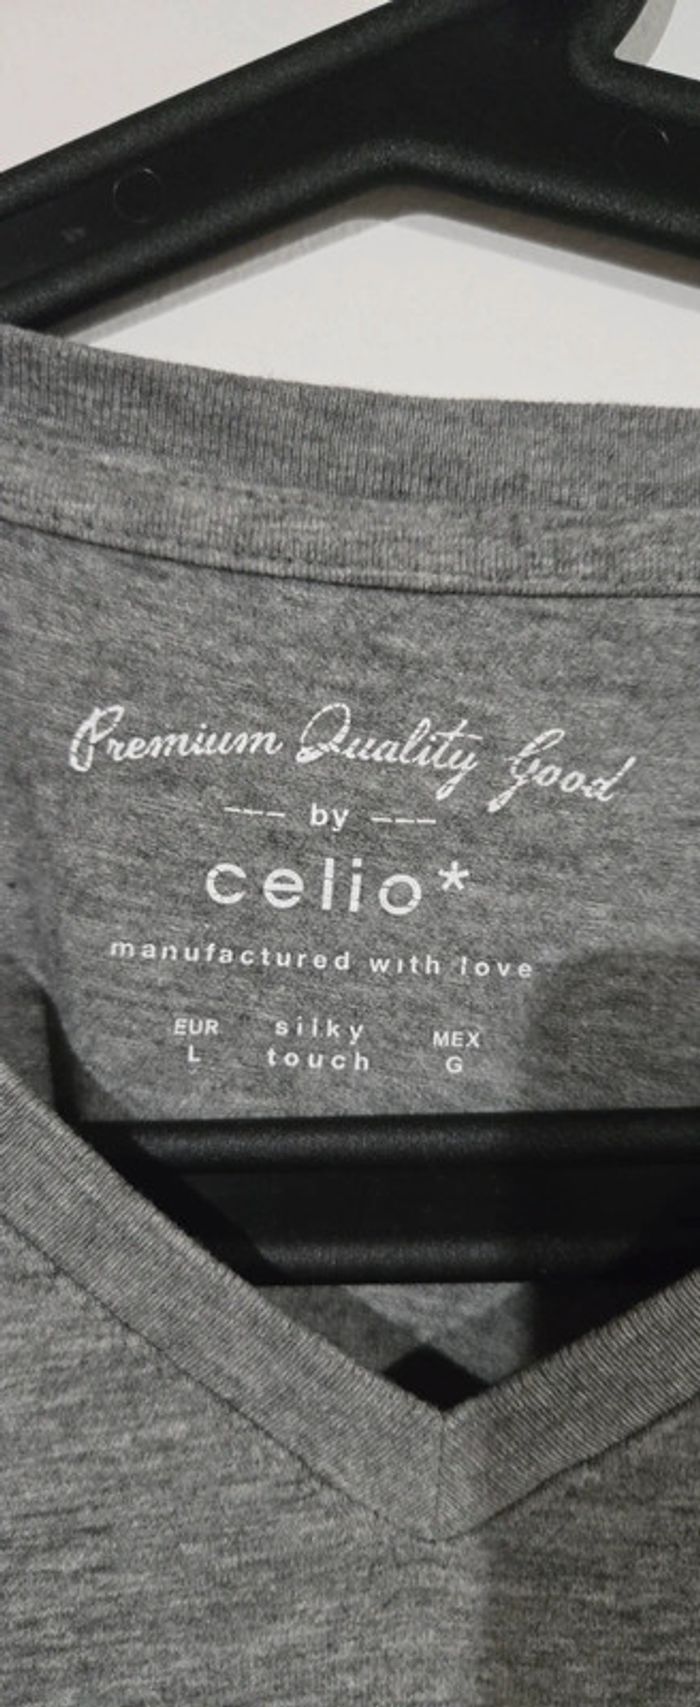 Premium Quality Good
--- by ---
celio*
manufactured with love
EUR silky MEX
L touch G